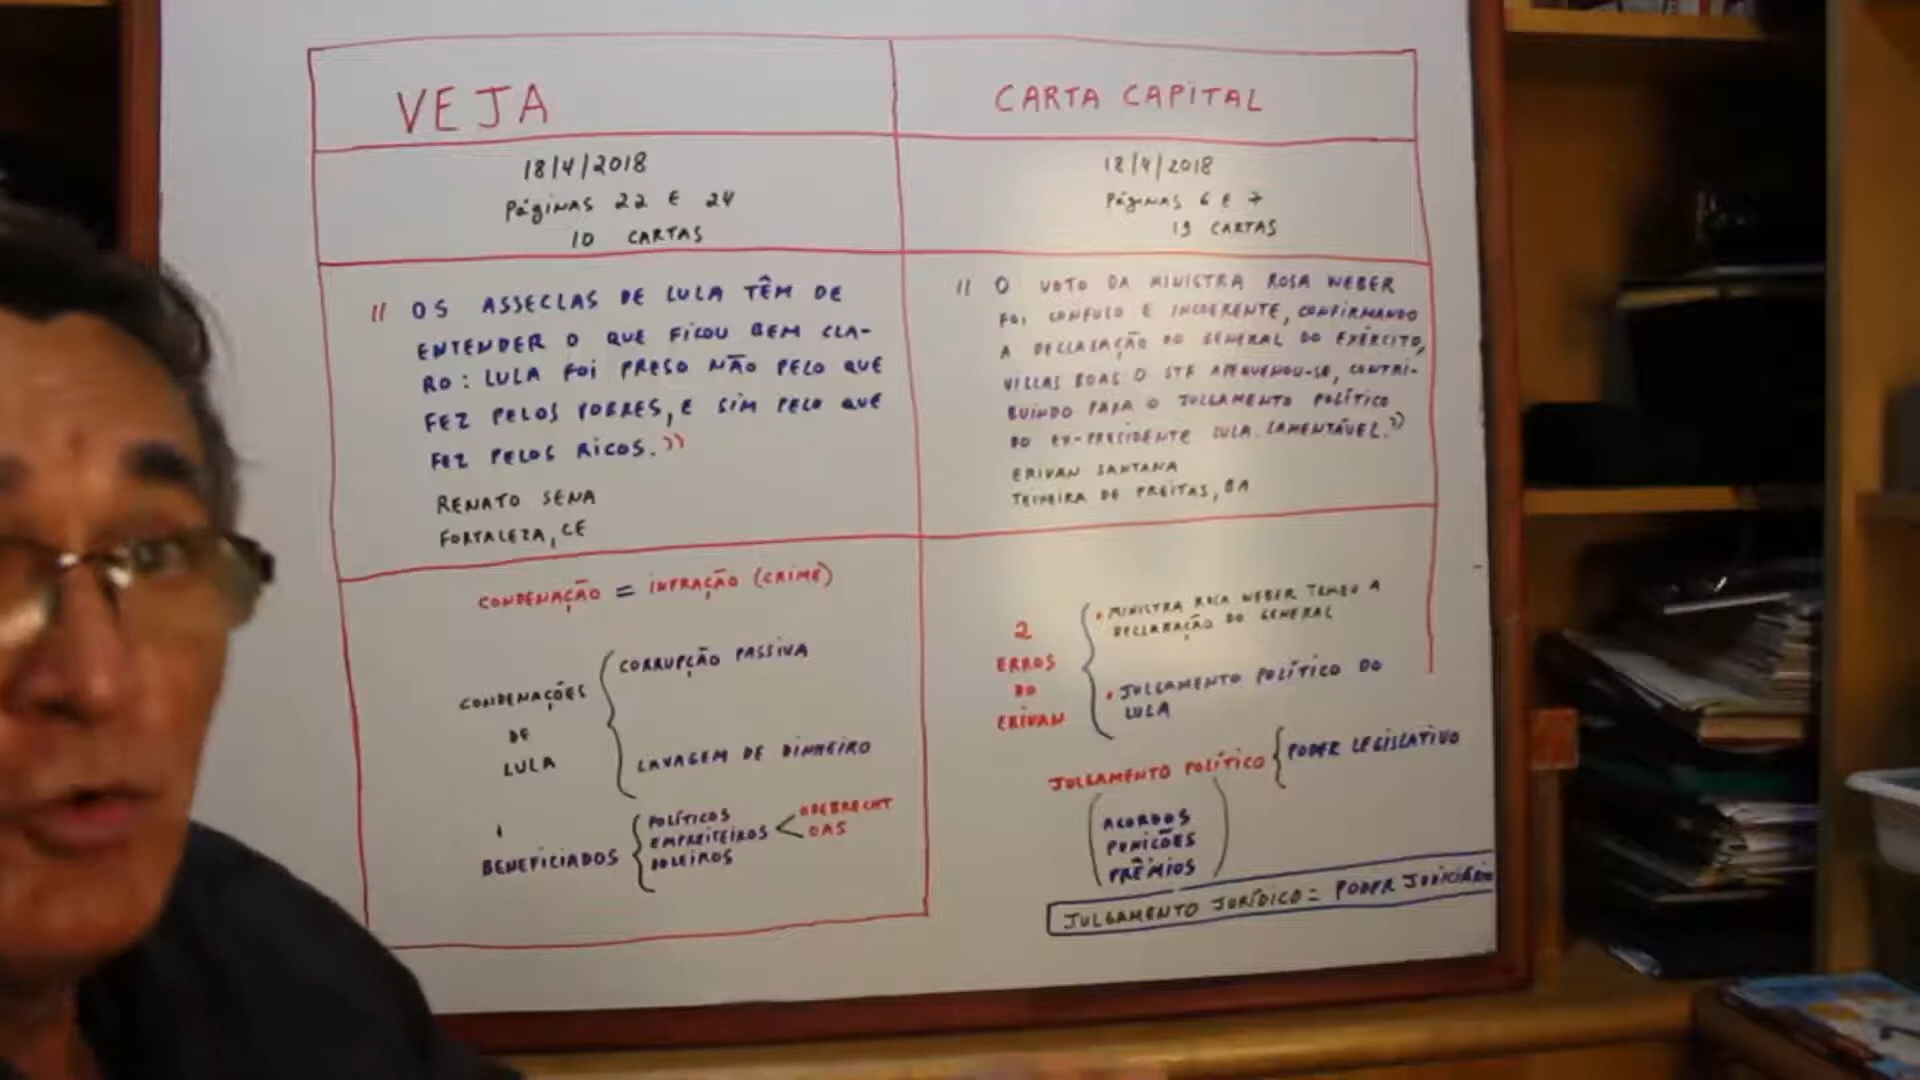 VEJA
18/4/2018
Páginas 22 E 24
10 CARTAS
" OS ASSECLAS DE LULA TÊM DE
ENTENDER O QUE FICOU BEM CLA-
RO: LULA FOI PRESO NÃO PELO QUE
FEZ PELOS POBRES, E SIM PELO QUE
FEZ PELOS RICOS."
RENATO SENA
FORTALEZA, CE
CONDENAÇÃO = INFRAÇÃO (CRIME)
CONDENAÇÕES
DE
LULA
CORRUPÇÃO PASSIVA
LAVAGEM DE DINHEIRO
BENEFICIADOS
POLÍTICOS
EMPREITEIROS
DOLEIROS
ODEBRECHT
OAS
CARTA CAPITAL
18/4/2018
Páginas 6 E 7
19 CARTAS
" O VOTO DA MINISTRA ROSA WEBER
FOI CONFUSO E INCOERENTE, CONFIRMANDO
A DECLARAÇÃO DO GENERAL DO EXÉRCITO,
VILLAS BOAS O STF APEQUENOU-SE, CONTRI-
BUINDO PARA O JULGAMENTO POLÍTICO
DO EX-PRESIDENTE LULA. LAMENTÁVEL."
ERIVAN SANTANA
TEIXEIRA DE FREITAS, BA
2
ERROS
DO
ERIVAN
• MINISTRA ROSA WEBER TEMEU A
DECLARAÇÃO DO GENERAL
• JULGAMENTO POLÍTICO DO
LULA
JULGAMENTO POLÍTICO
PODER LEGISLATIVO
ACORDOS
PUNIÇÕES
PRÊMIOS
JULGAMENTO JURÍDICO = PODER JUDICIÁRIO